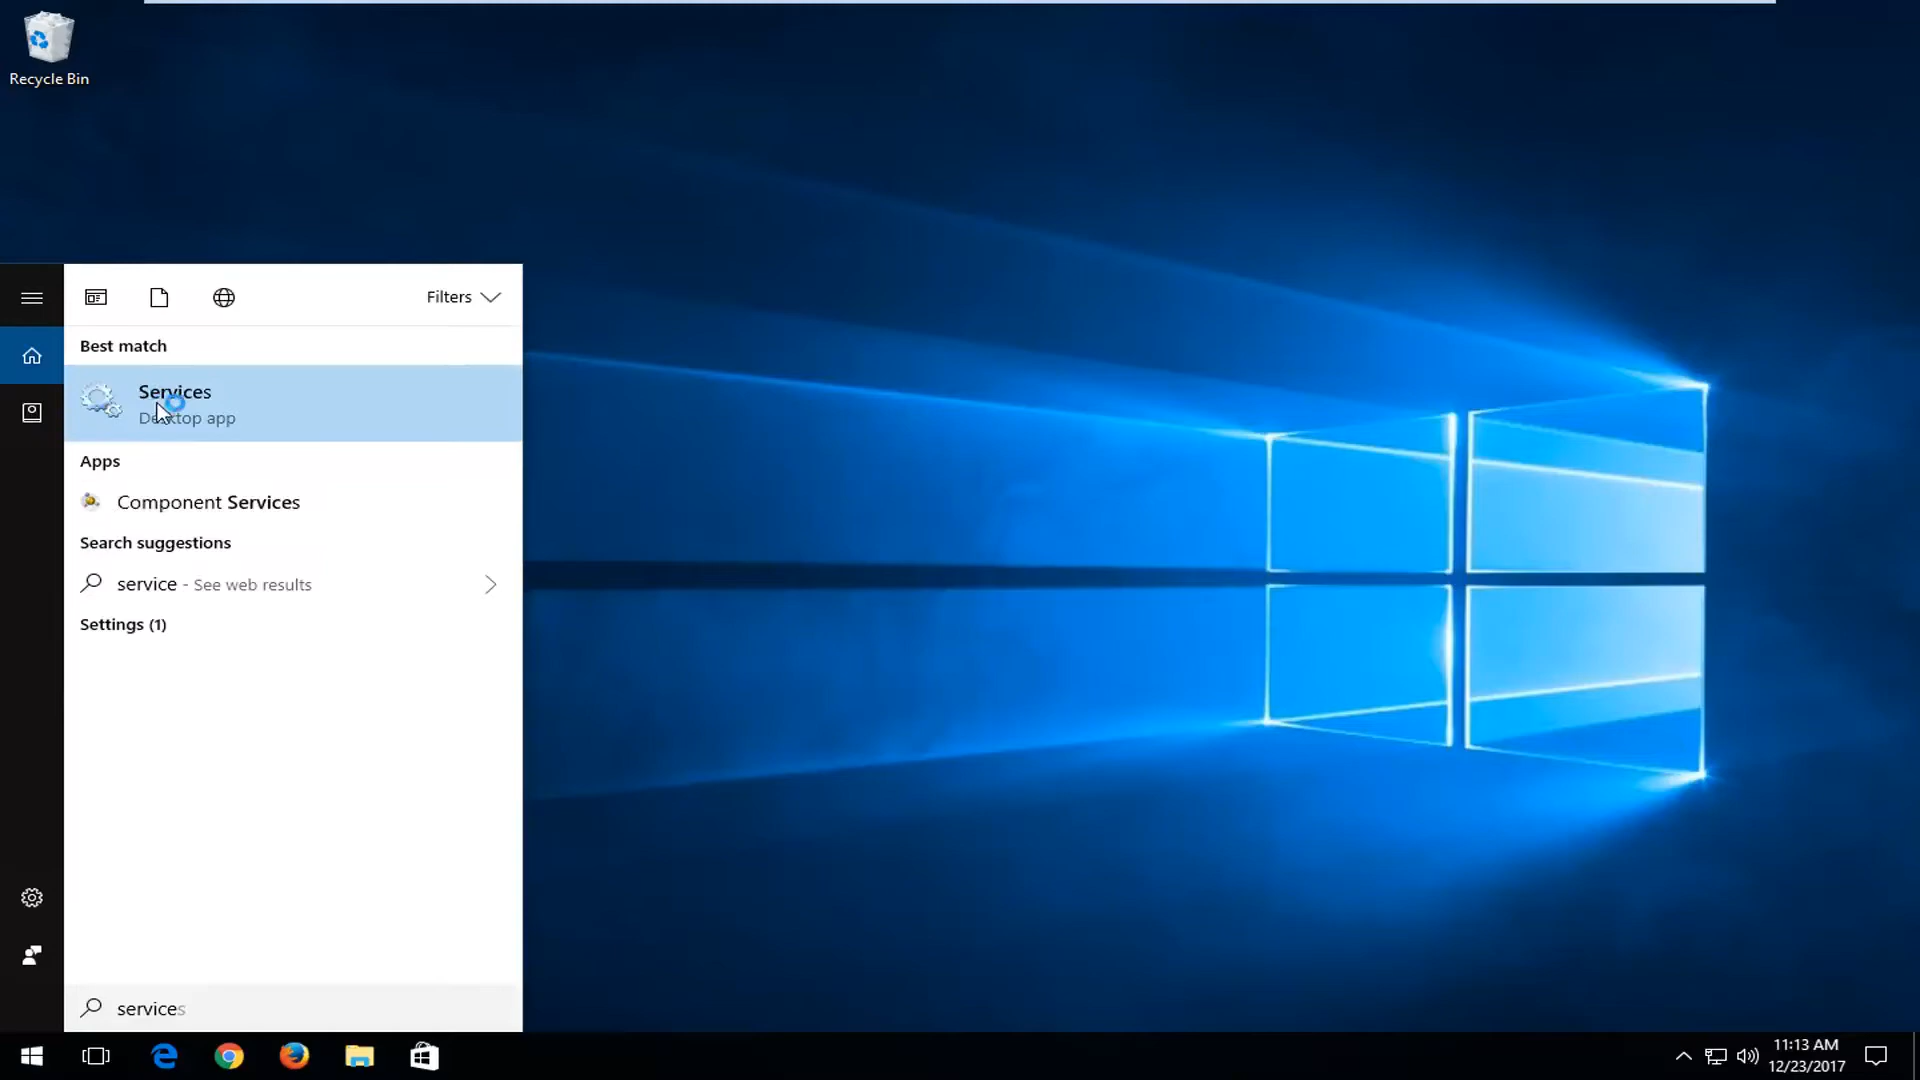 Recycle Bin
Filters
Best match
Services
Desktop app
Apps
Component Services
Search suggestions
service - See web results
Settings (1)
services
11:13 AM
12/23/2017